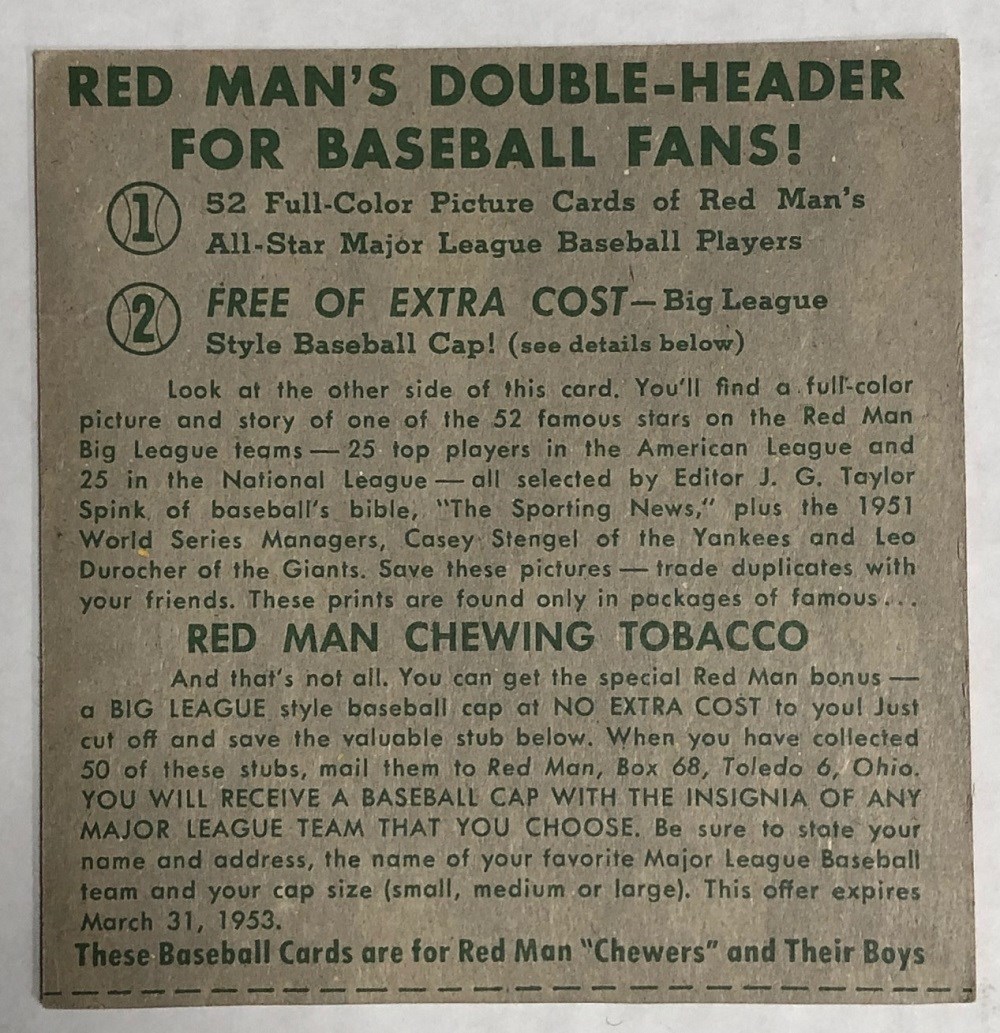 RED MAN'S DOUBLE-HEADER
FOR BASEBALL FANS!
1 52 Full-Color Picture Cards of Red Man's
All-Star Major League Baseball Players
2 FREE OF EXTRA COST—Big League
Style Baseball Cap! (see details below)
Look at the other side of this card. You'll find a full-color
picture and story of one of the 52 famous stars on the Red Man
Big League teams — 25 top players in the American League and
25 in the National League — all selected by Editor J. G. Taylor
Spink of baseball's bible, "The Sporting News," plus the 1951
World Series Managers, Casey Stengel of the Yankees and Leo
Durocher of the Giants. Save these pictures — trade duplicates with
your friends. These prints are found only in packages of famous...
RED MAN CHEWING TOBACCO
And that's not all. You can get the special Red Man bonus —
a BIG LEAGUE style baseball cap at NO EXTRA COST to you! Just
cut off and save the valuable stub below. When you have collected
50 of these stubs, mail them to Red Man, Box 68, Toledo 6, Ohio.
YOU WILL RECEIVE A BASEBALL CAP WITH THE INSIGNIA OF ANY
MAJOR LEAGUE TEAM THAT YOU CHOOSE. Be sure to state your
name and address, the name of your favorite Major League Baseball
team and your cap size (small, medium or large). This offer expires
March 31, 1953.
These Baseball Cards are for Red Man "Chewers" and Their Boys